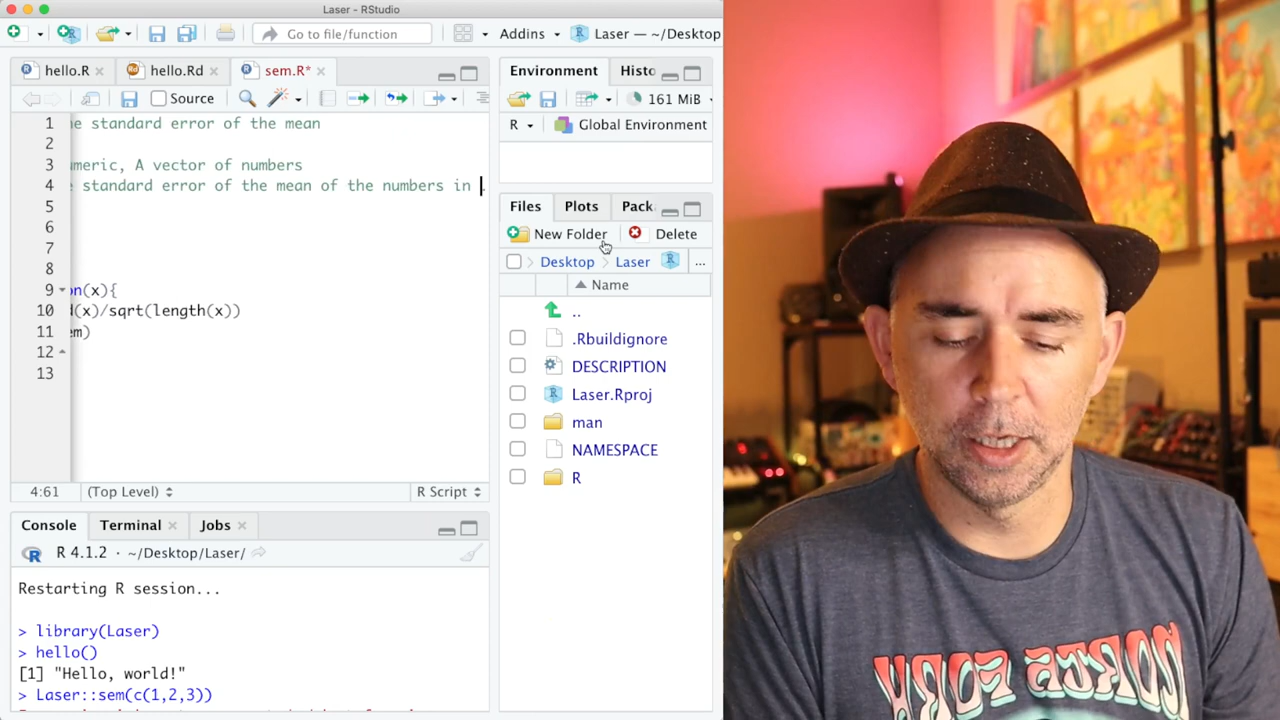 Laser - RStudio
Go to file/function
Addins
Laser — ~/Desktop
hello.R
hello.Rd
sem.R*
Source
1 he standard error of the mean
2
3 umeric, A vector of numbers
4 e standard error of the mean of the numbers in
5
6
7
8
9 on(x){
10 d(x)/sqrt(length(x))
11 em)
12
13
4:61
(Top Level)
R Script
Console
Terminal
Jobs
R 4.1.2 · ~/Desktop/Laser/
Restarting R session...
> library(Laser)
> hello()
[1] "Hello, world!"
> Laser::sem(c(1,2,3))
Environment
Histo
161 MiB
R
Global Environment
Files
Plots
Pack
New Folder
Delete
Desktop
Laser
...
Name
..
.Rbuildignore
DESCRIPTION
Laser.Rproj
man
NAMESPACE
R